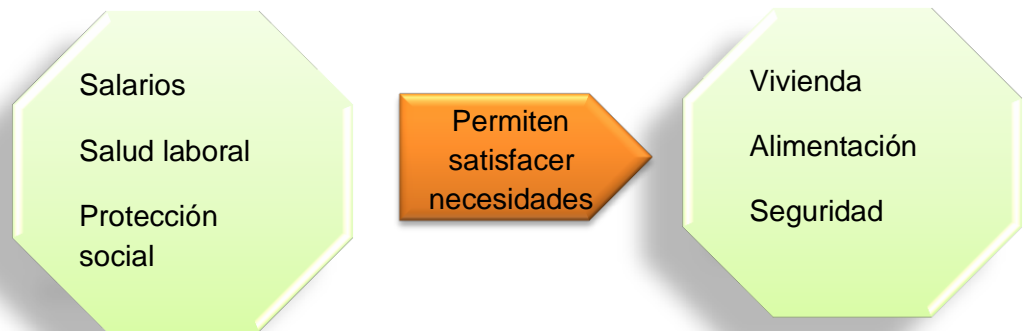 Salarios
Salud laboral
Protección
social
Permiten
satisfacer
necesidades
Vivienda
Alimentación
Seguridad